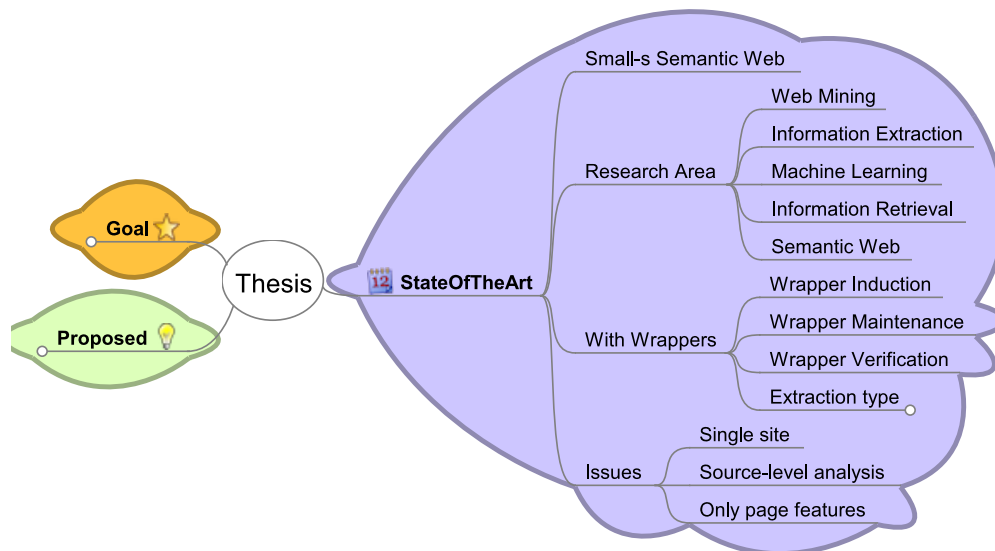 Thesis
Goal
Proposed
12
StateOfTheArt
Small-s Semantic Web
Research Area
Web Mining
Information Extraction
Machine Learning
Information Retrieval
Semantic Web
With Wrappers
Wrapper Induction
Wrapper Maintenance
Wrapper Verification
Extraction type
Issues
Single site
Source-level analysis
Only page features